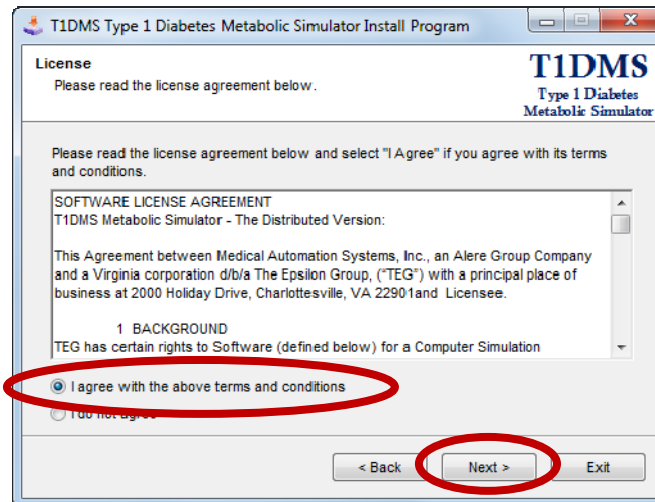 T1DMS Type 1 Diabetes Metabolic Simulator Install Program
License
Please read the license agreement below.
T1DMS
Type 1 Diabetes
Metabolic Simulator
Please read the license agreement below and select "I Agree" if you agree with its terms
and conditions.
SOFTWARE LICENSE AGREEMENT
T1DMS Metabolic Simulator - The Distributed Version:
This Agreement between Medical Automation Systems, Inc., an Alere Group Company
and a Virginia corporation d/b/a The Epsilon Group, ("TEG") with a principal place of
business at 2000 Holiday Drive, Charlottesville, VA 22901and Licensee.
1 BACKGROUND
TEG has certain rights to Software (defined below) for a Computer Simulation
I agree with the above terms and conditions
I do not agree
< Back
Next >
Exit